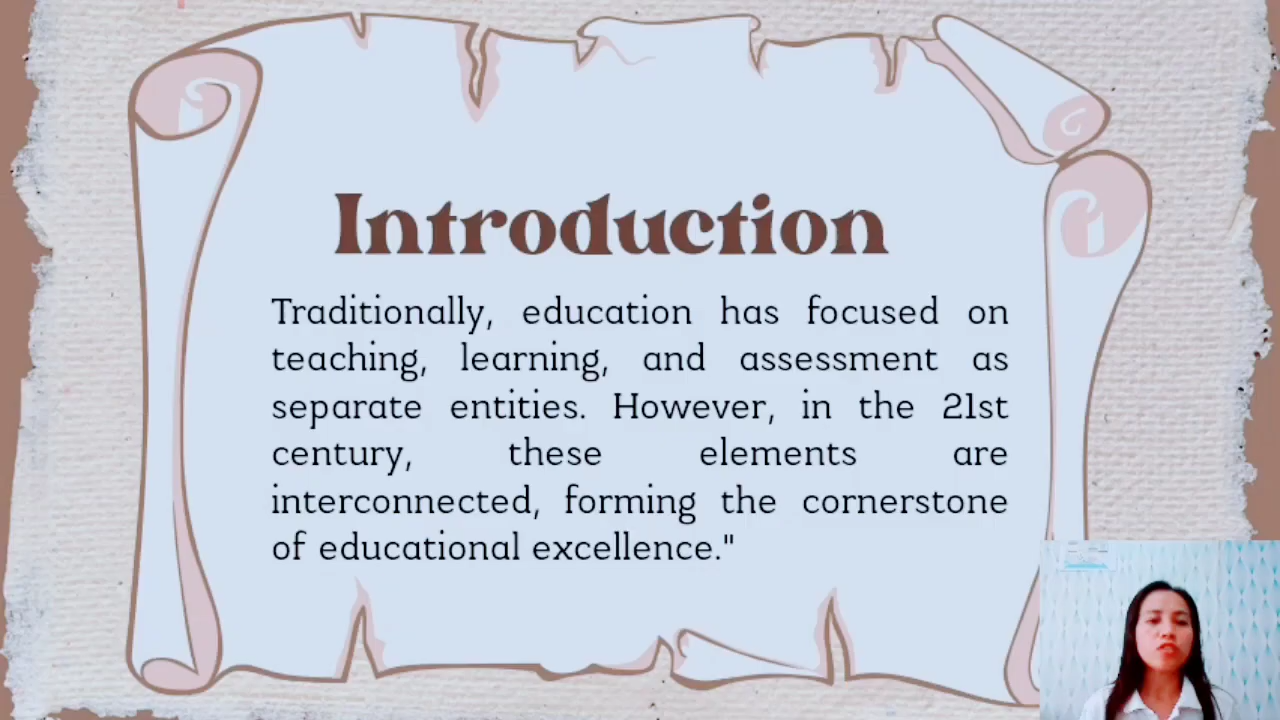 Introduction
Traditionally, education has focused on
teaching, learning, and assessment as
separate entities. However, in the 21st
century, these elements are
interconnected, forming the cornerstone
of educational excellence."